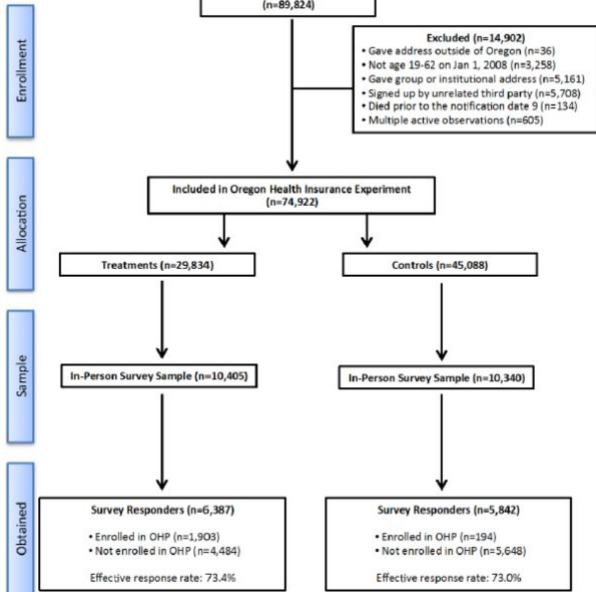 (n=89,824)
Enrollment
Excluded (n=14,902)
• Gave address outside of Oregon (n=36)
• Not age 19-62 on Jan 1, 2008 (n=3,258)
• Gave group or institutional address (n=5,161)
• Signed up by unrelated third party (n=5,708)
• Died prior to the notification date 9 (n=134)
• Multiple active observations (n=605)
Allocation
Included in Oregon Health Insurance Experiment
(n=74,922)
Treatments (n=29,834)
Controls (n=45,088)
Sample
In-Person Survey Sample (n=10,405)
In-Person Survey Sample (n=10,340)
Obtained
Survey Responders (n=6,387)
• Enrolled in OHP (n=1,903)
• Not enrolled in OHP (n=4,484)
Effective response rate: 73.4%
Survey Responders (n=5,842)
• Enrolled in OHP (n=194)
• Not enrolled in OHP (n=5,648)
Effective response rate: 73.0%